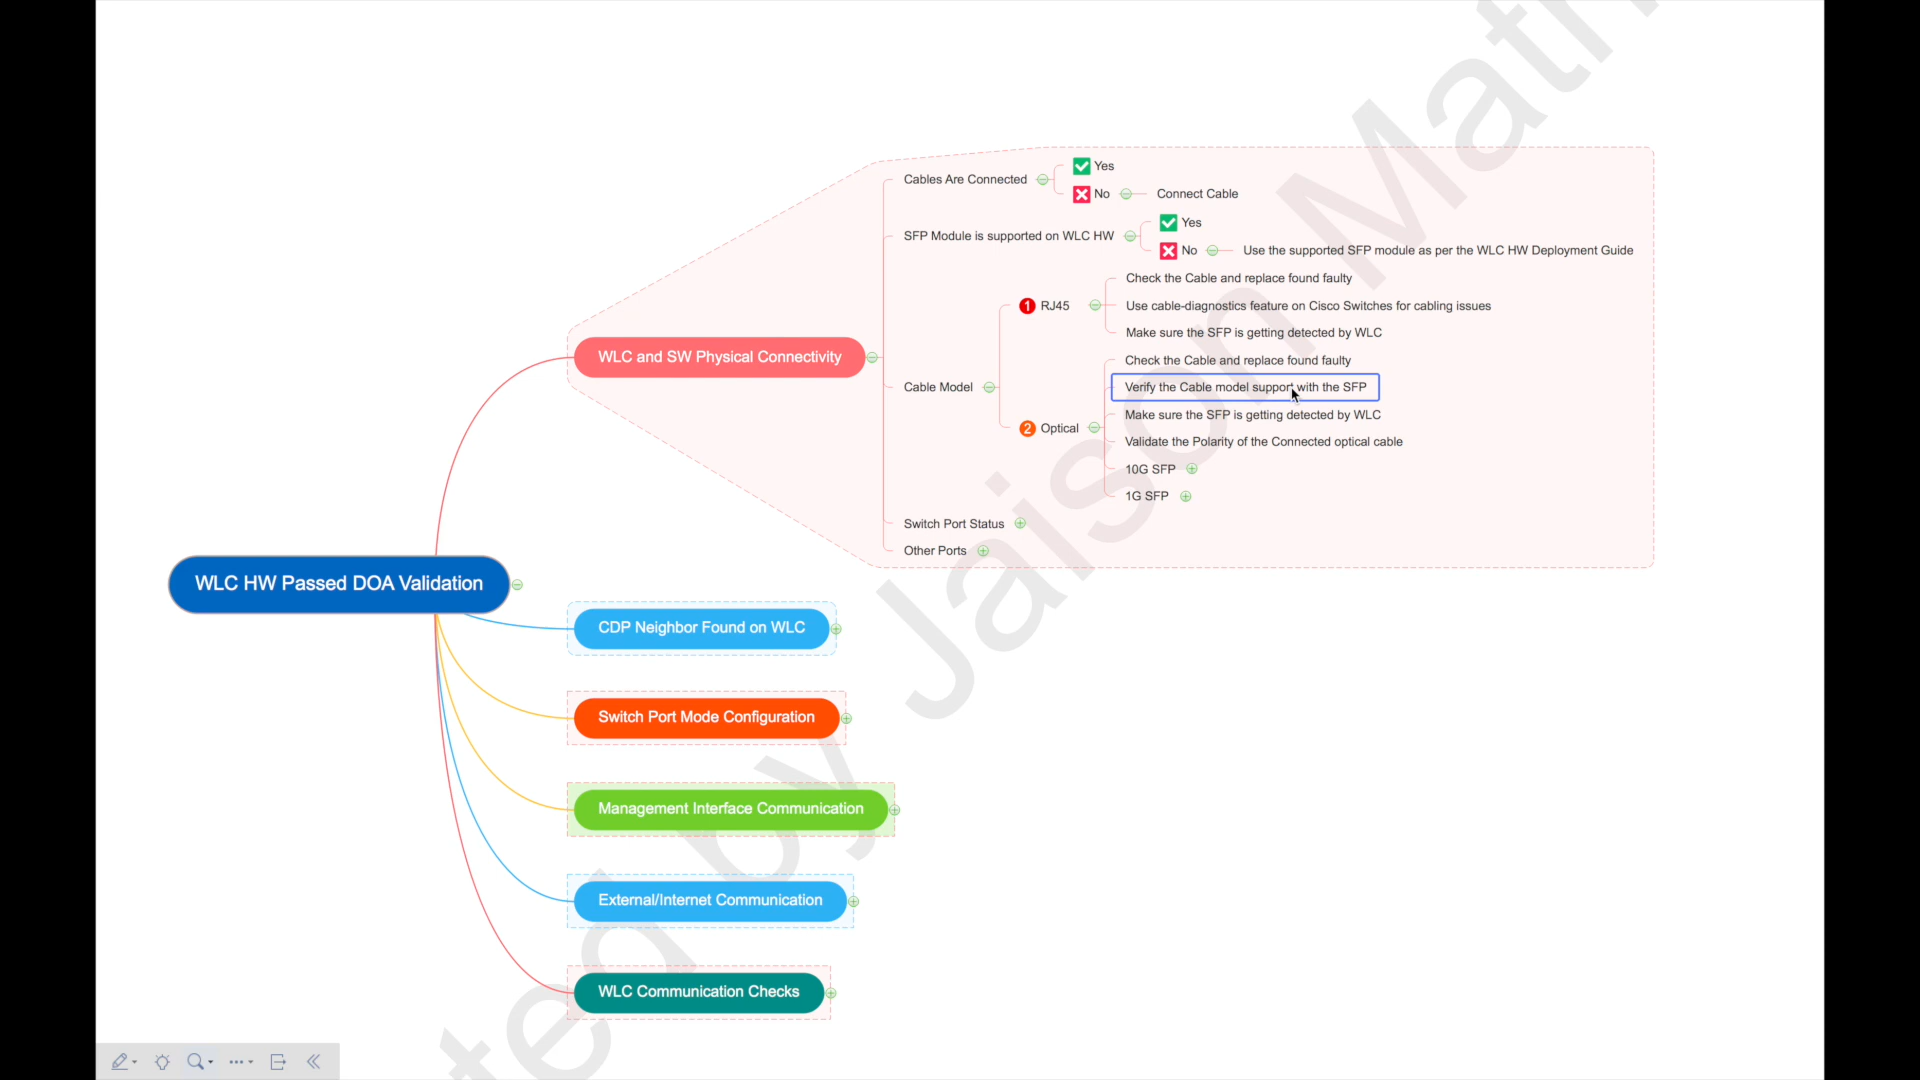 Cables Are Connected
Yes
No
Connect Cable
SFP Module is supported on WLC HW
Yes
No
Use the supported SFP module as per the WLC HW Deployment Guide
WLC and SW Physical Connectivity
Cable Model
1 RJ45
Check the Cable and replace found faulty
Use cable-diagnostics feature on Cisco Switches for cabling issues
Make sure the SFP is getting detected by WLC
2 Optical
Check the Cable and replace found faulty
Verify the Cable model support with the SFP
Make sure the SFP is getting detected by WLC
Validate the Polarity of the Connected optical cable
10G SFP
1G SFP
Switch Port Status
Other Ports
WLC HW Passed DOA Validation
CDP Neighbor Found on WLC
Switch Port Mode Configuration
Management Interface Communication
External/Internet Communication
WLC Communication Checks
by Jaison